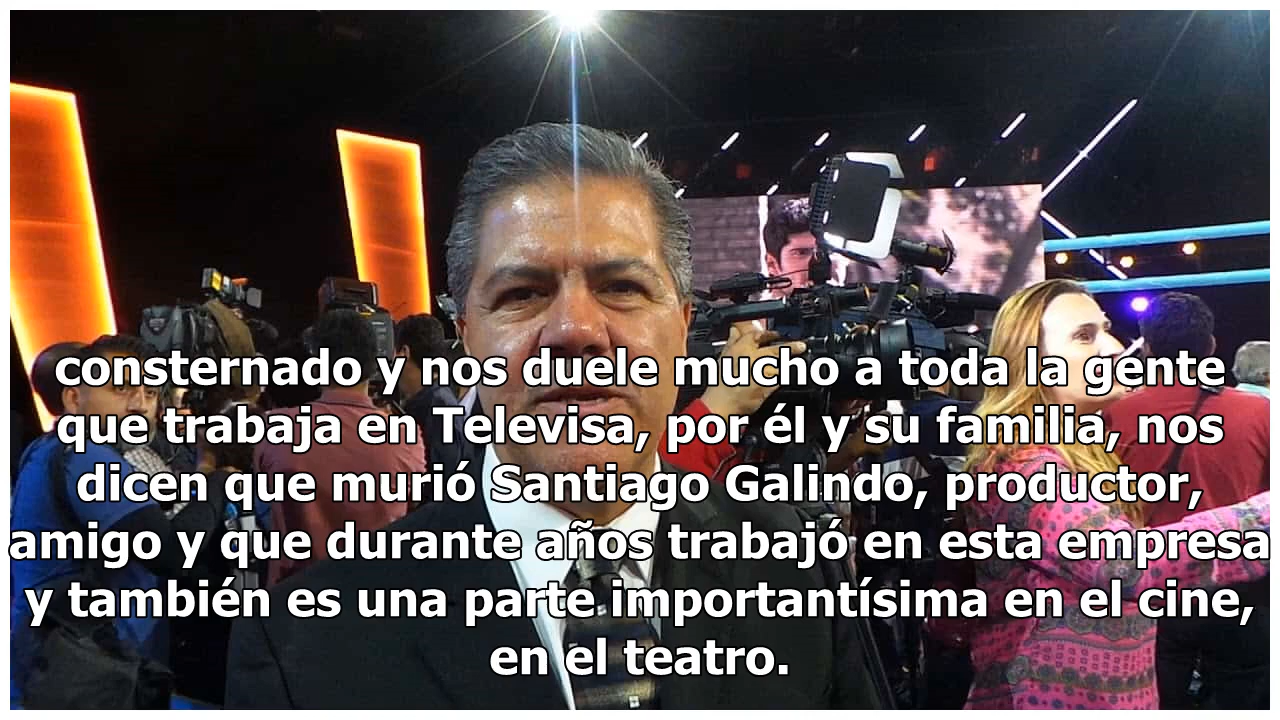 consternado y nos duele mucho a toda la gente
que trabaja en Televisa, por él y su familia, nos
dicen que murió Santiago Galindo, productor,
amigo y que durante años trabajó en esta empresa
y también es una parte importantísima en el cine,
en el teatro.